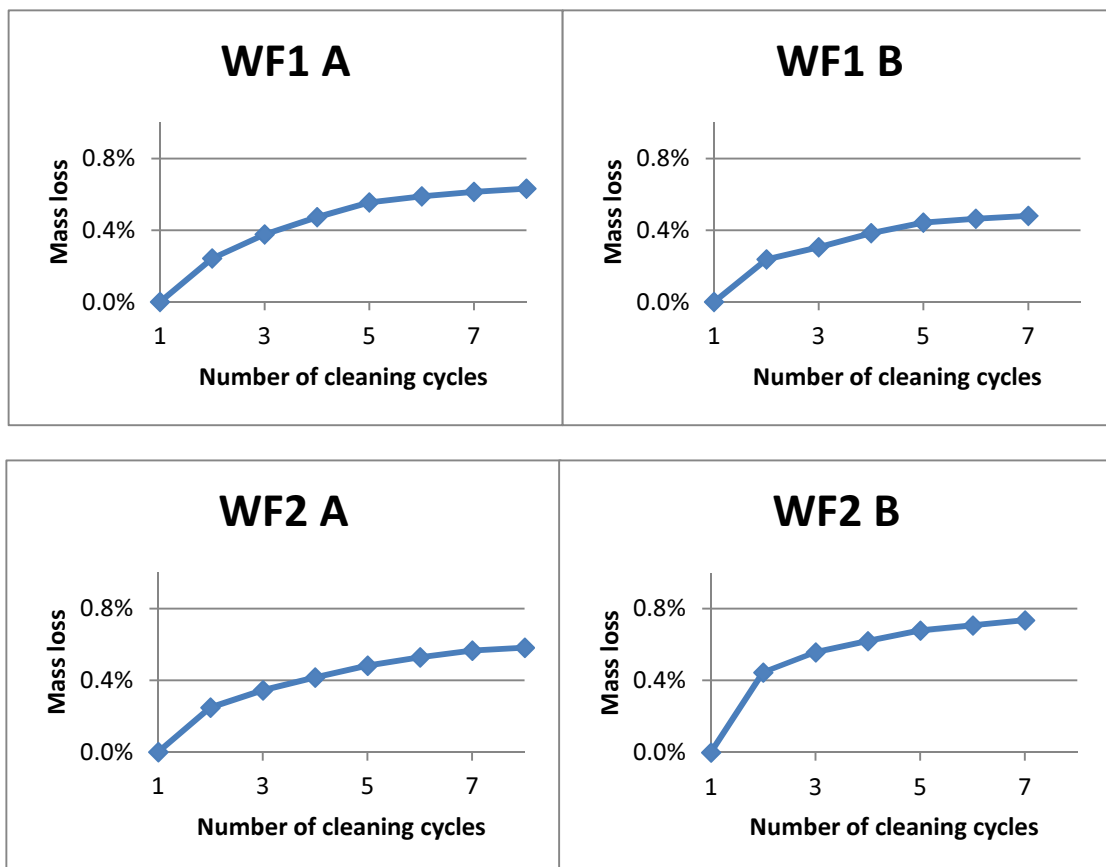 WF1 A
Mass loss
0.8%
0.4%
0.0%
1 3 5 7
Number of cleaning cycles
WF1 B
Mass loss
0.8%
0.4%
0.0%
1 3 5 7
Number of cleaning cycles
WF2 A
Mass loss
0.8%
0.4%
0.0%
1 3 5 7
Number of cleaning cycles
WF2 B
Mass loss
0.8%
0.4%
0.0%
1 3 5 7
Number of cleaning cycles